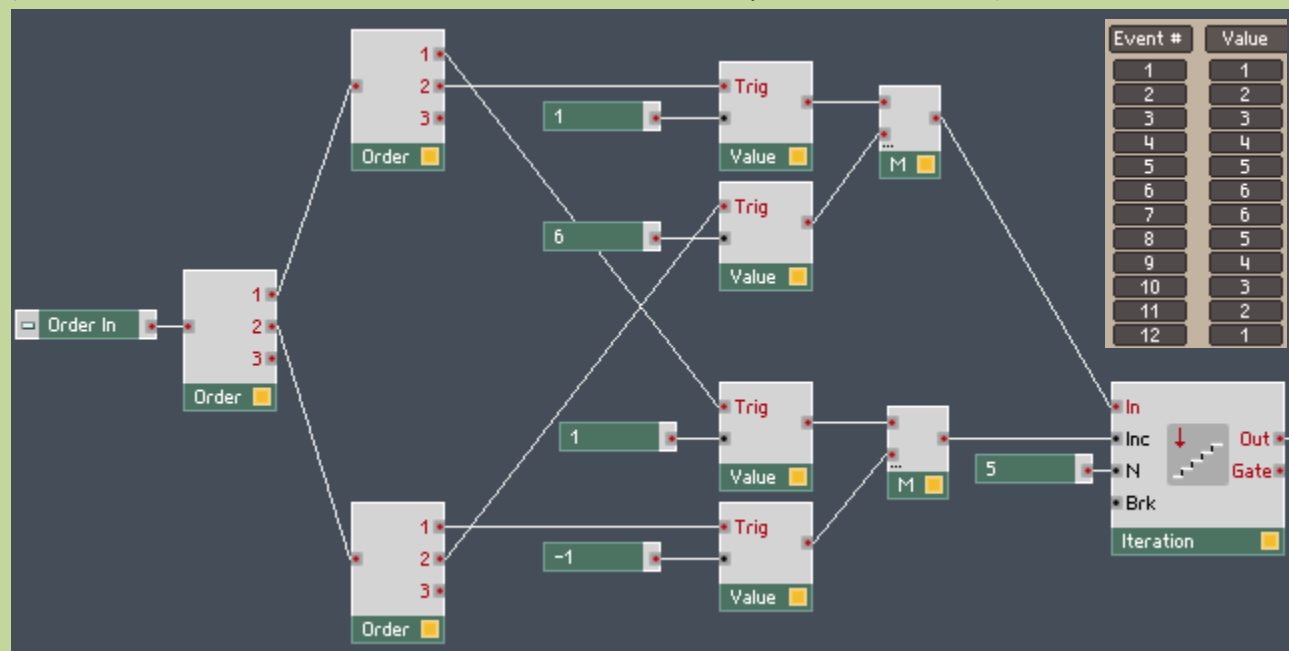 Event # Value
1 1
2 2
3 3
4 4
5 5
6 6
7 6
8 5
9 4
10 3
11 2
12 1
Order In
1
2
3
Order
1
2
3
Order
1
2
3
Order
1
Trig
Value
6
Trig
Value
...
M
1
Trig
Value
-1
Trig
Value
...
M
5
In
Inc
N
Brk
Out
Gate
Iteration